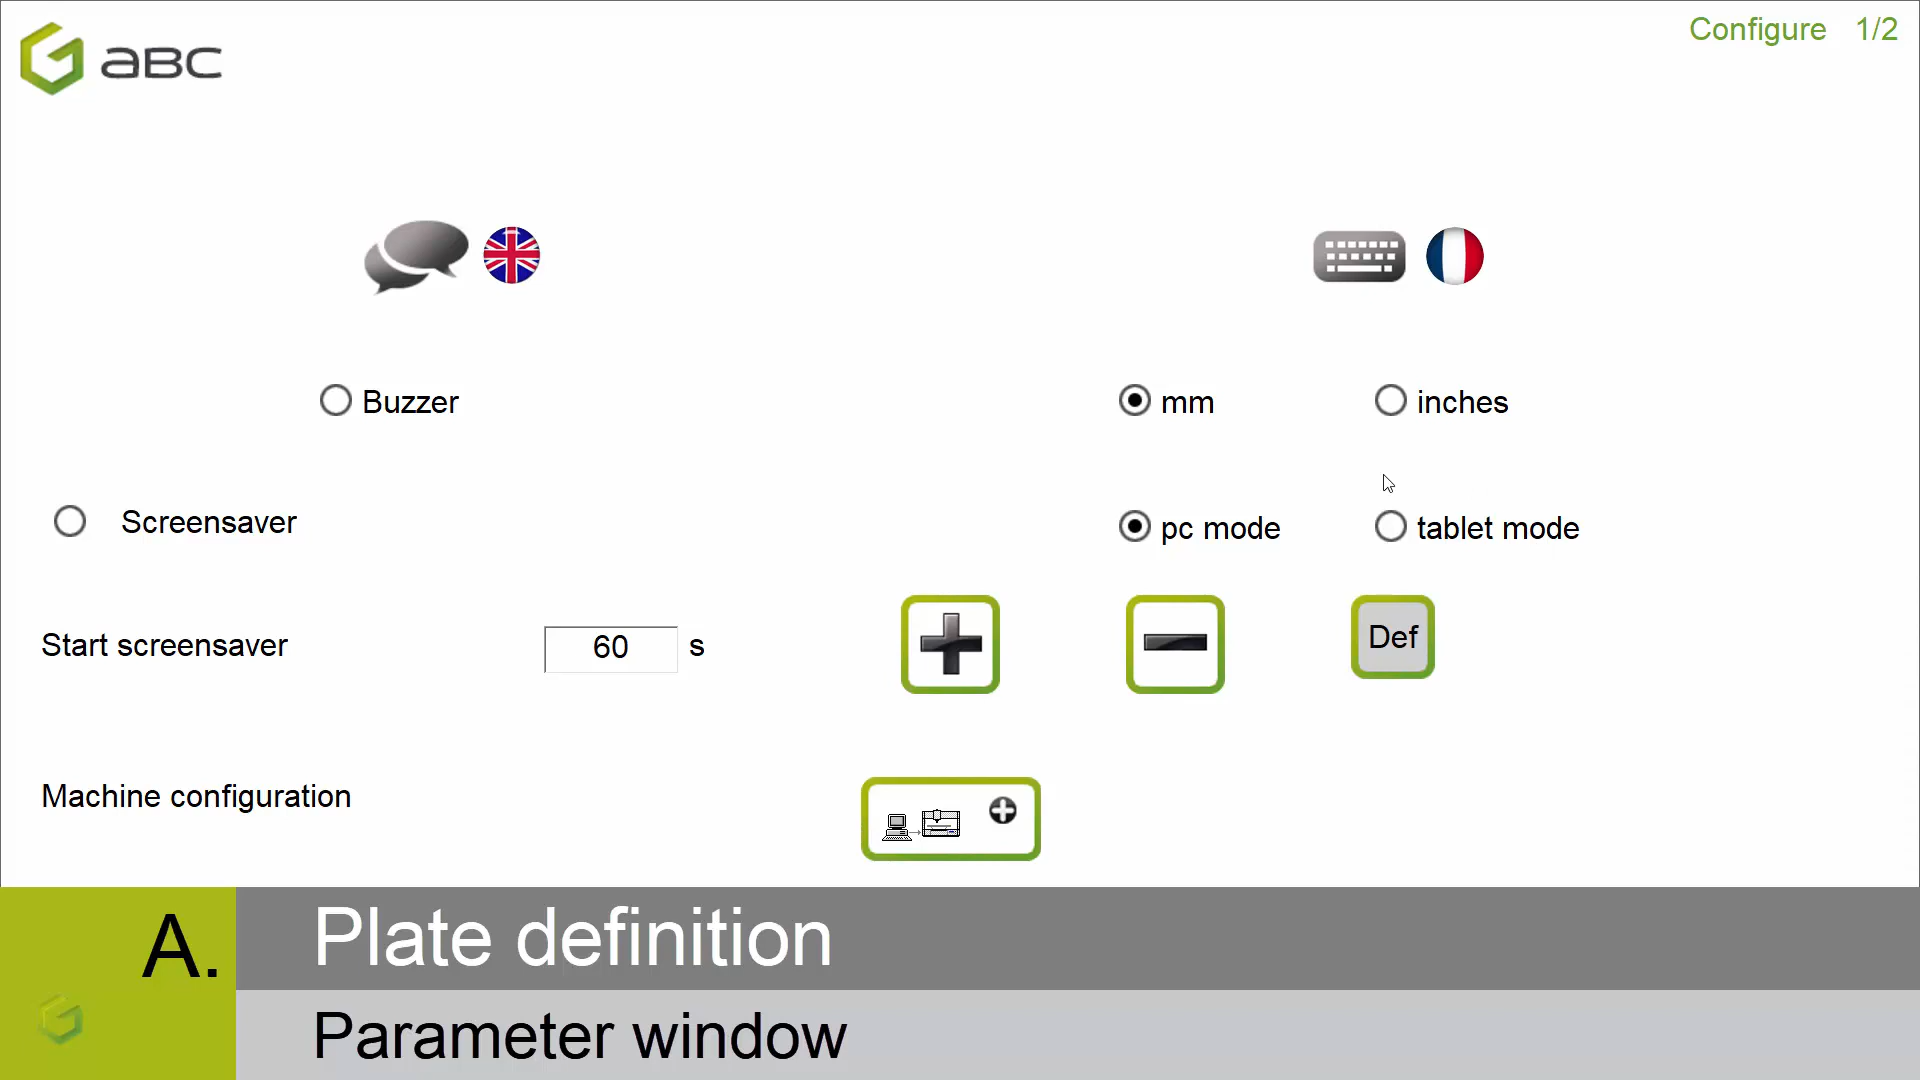 Configure 1/2
aBC
Buzzer
mm
inches
Screensaver
pc mode
tablet mode
Start screensaver
60 s
Def
Machine configuration
A.
Plate definition
Parameter window